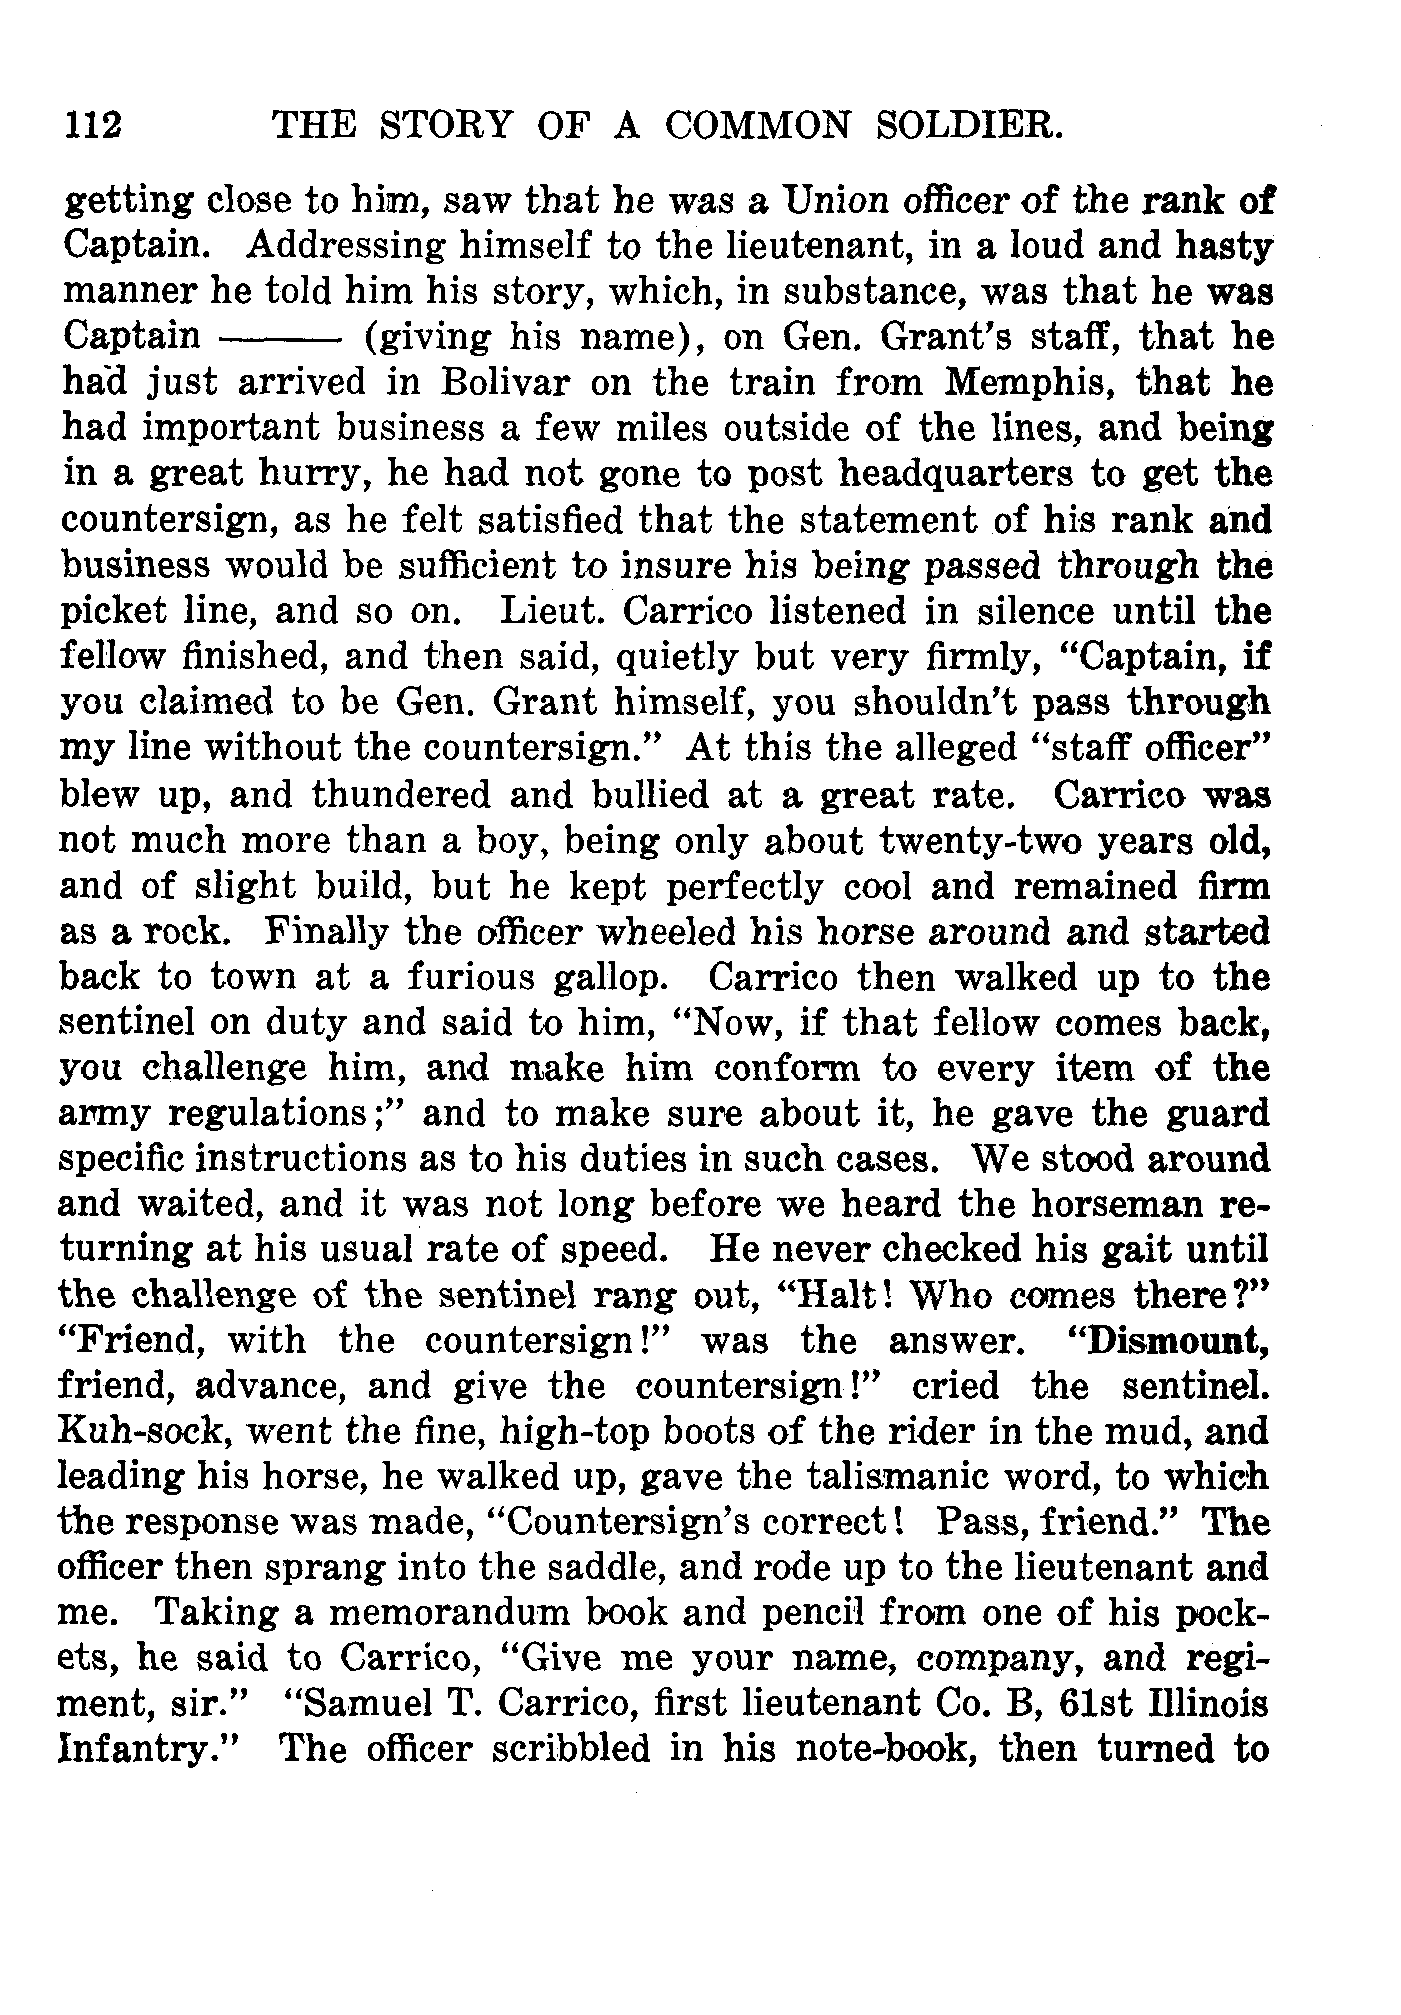 112 THE STORY OF A COMMON SOLDIER.
getting close to him, saw that he was a Union officer of the rank of
Captain. Addressing himself to the lieutenant, in a loud and hasty
manner he told him his story, which, in substance, was that he was
Captain ——— (giving his name), on Gen. Grant's staff, that he
had just arrived in Bolivar on the train from Memphis, that he
had important business a few miles outside of the lines, and being
in a great hurry, he had not gone to post headquarters to get the
countersign, as he felt satisfied that the statement of his rank and
business would be sufficient to insure his being passed through the
picket line, and so on. Lieut. Carrico listened in silence until the
fellow finished, and then said, quietly but very firmly, "Captain, if
you claimed to be Gen. Grant himself, you shouldn't pass through
my line without the countersign." At this the alleged "staff officer"
blew up, and thundered and bullied at a great rate. Carrico was
not much more than a boy, being only about twenty-two years old,
and of slight build, but he kept perfectly cool and remained firm
as a rock. Finally the officer wheeled his horse around and started
back to town at a furious gallop. Carrico then walked up to the
sentinel on duty and said to him, "Now, if that fellow comes back,
you challenge him, and make him conform to every item of the
army regulations;" and to make sure about it, he gave the guard
specific instructions as to his duties in such cases. We stood around
and waited, and it was not long before we heard the horseman re-
turning at his usual rate of speed. He never checked his gait until
the challenge of the sentinel rang out, "Halt! Who comes there?"
"Friend, with the countersign!" was the answer. "Dismount,
friend, advance, and give the countersign!" cried the sentinel.
Kuh-sock, went the fine, high-top boots of the rider in the mud, and
leading his horse, he walked up, gave the talismanic word, to which
the response was made, "Countersign's correct! Pass, friend." The
officer then sprang into the saddle, and rode up to the lieutenant and
me. Taking a memorandum book and pencil from one of his pock-
ets, he said to Carrico, "Give me your name, company, and regi-
ment, sir." "Samuel T. Carrico, first lieutenant Co. B, 61st Illinois
Infantry." The officer scribbled in his note-book, then turned to